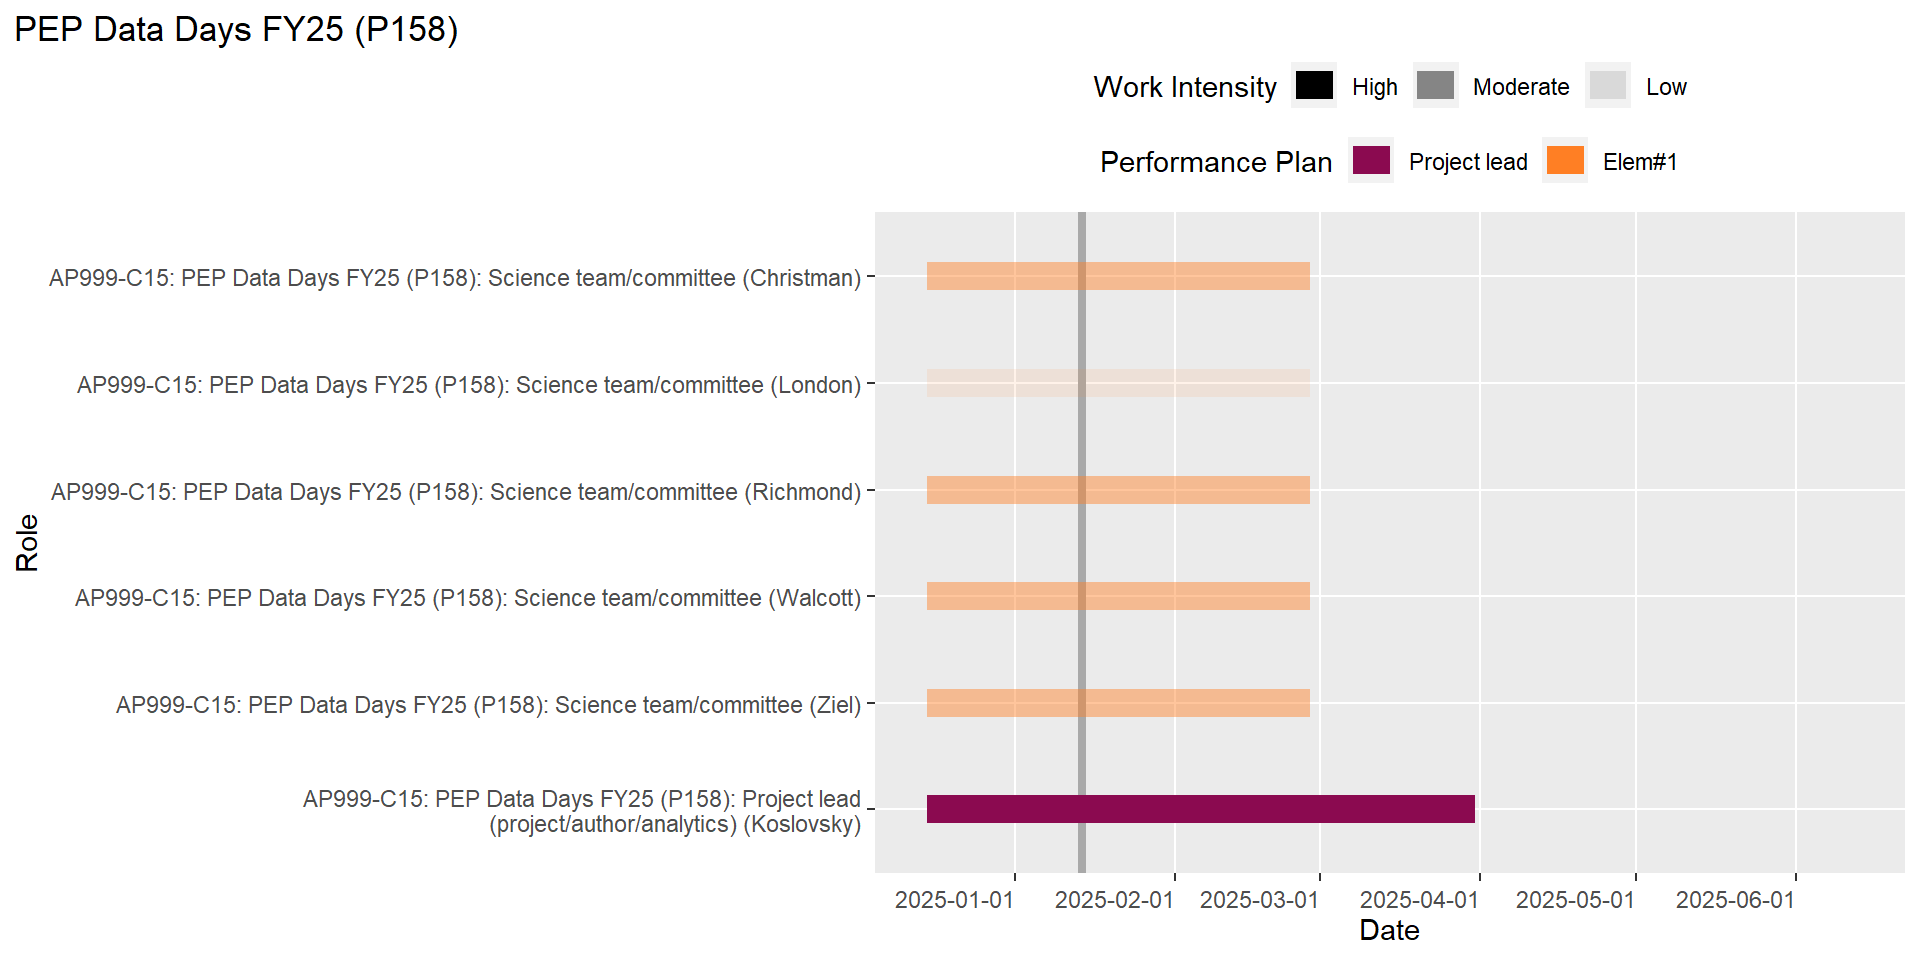 PEP Data Days FY25 (P158)
Work Intensity High Moderate Low
Performance Plan Project lead Elem#1
AP999-C15: PEP Data Days FY25 (P158): Science team/committee (Christman)
AP999-C15: PEP Data Days FY25 (P158): Science team/committee (London)
AP999-C15: PEP Data Days FY25 (P158): Science team/committee (Richmond)
Role
AP999-C15: PEP Data Days FY25 (P158): Science team/committee (Walcott)
AP999-C15: PEP Data Days FY25 (P158): Science team/committee (Ziel)
AP999-C15: PEP Data Days FY25 (P158): Project lead
(project/author/analytics) (Koslovsky)
2025-01-01 2025-02-01 2025-03-01 2025-04-01 2025-05-01 2025-06-01
Date